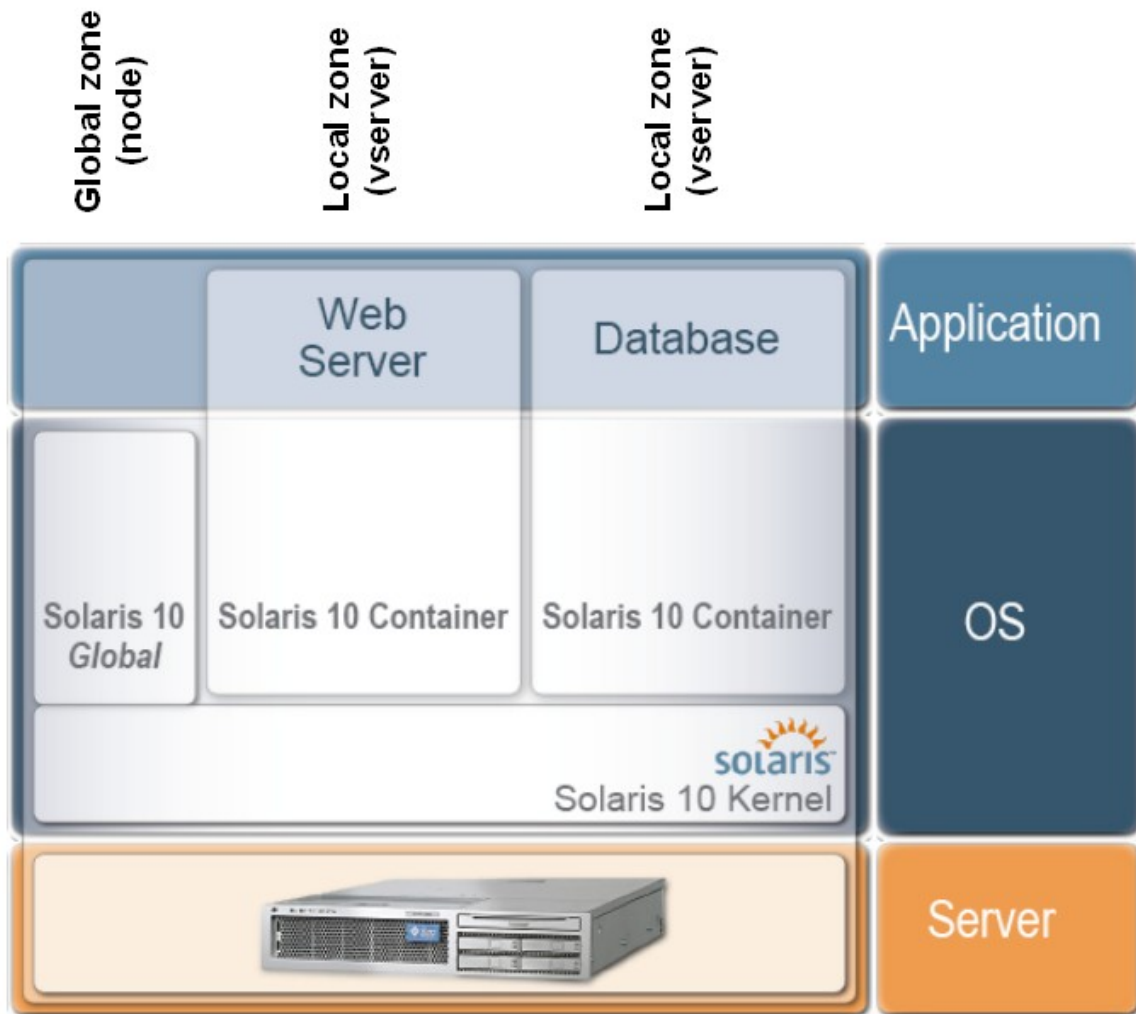 Global zone
(node)
Local zone
(vserver)
Local zone
(vserver)
Web
Server
Database
Application
Solaris 10
Global
Solaris 10 Container
Solaris 10 Container
OS
solaris™
Solaris 10 Kernel
Server